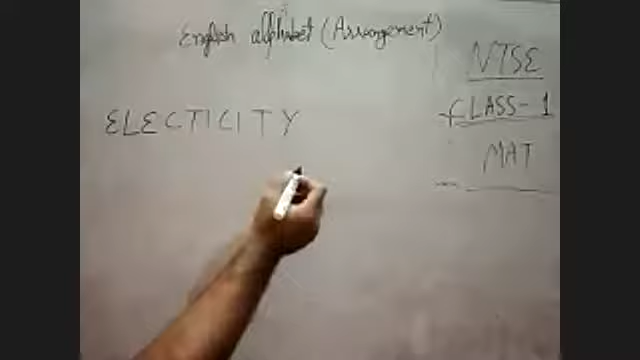 English alphabet (Arrangement)
NTSE
CLASS-1
MAT
ELECTICITY